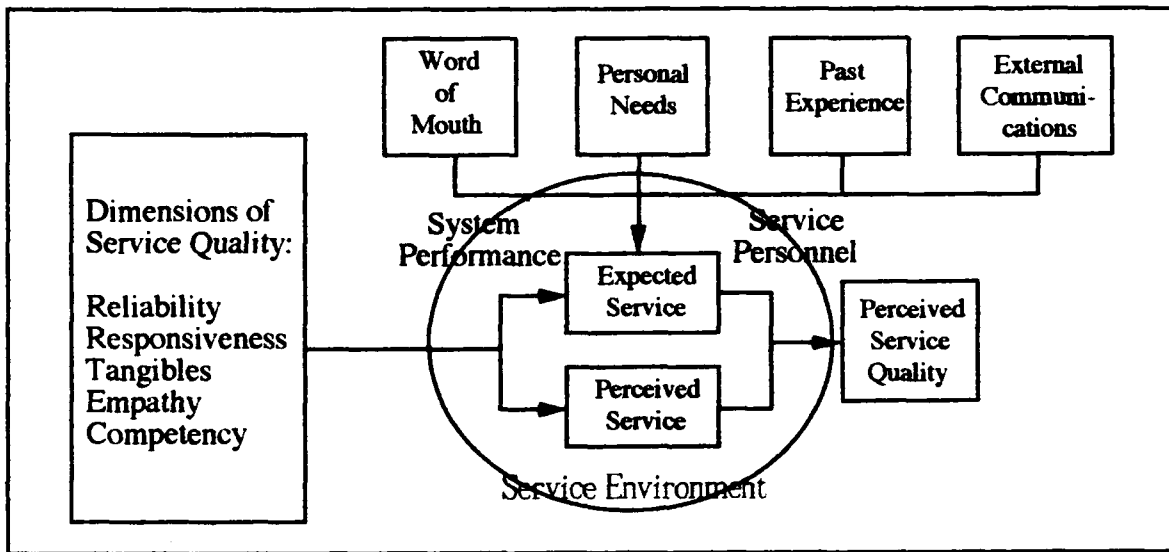 Word
of
Mouth
Personal
Needs
Past
Experience
External
Communi-
cations
Dimensions of
Service Quality:
Reliability
Responsiveness
Tangibles
Empathy
Competency
System
Performance
Service
Personnel
Expected
Service
Perceived
Service
Perceived
Service
Quality
Service Environment